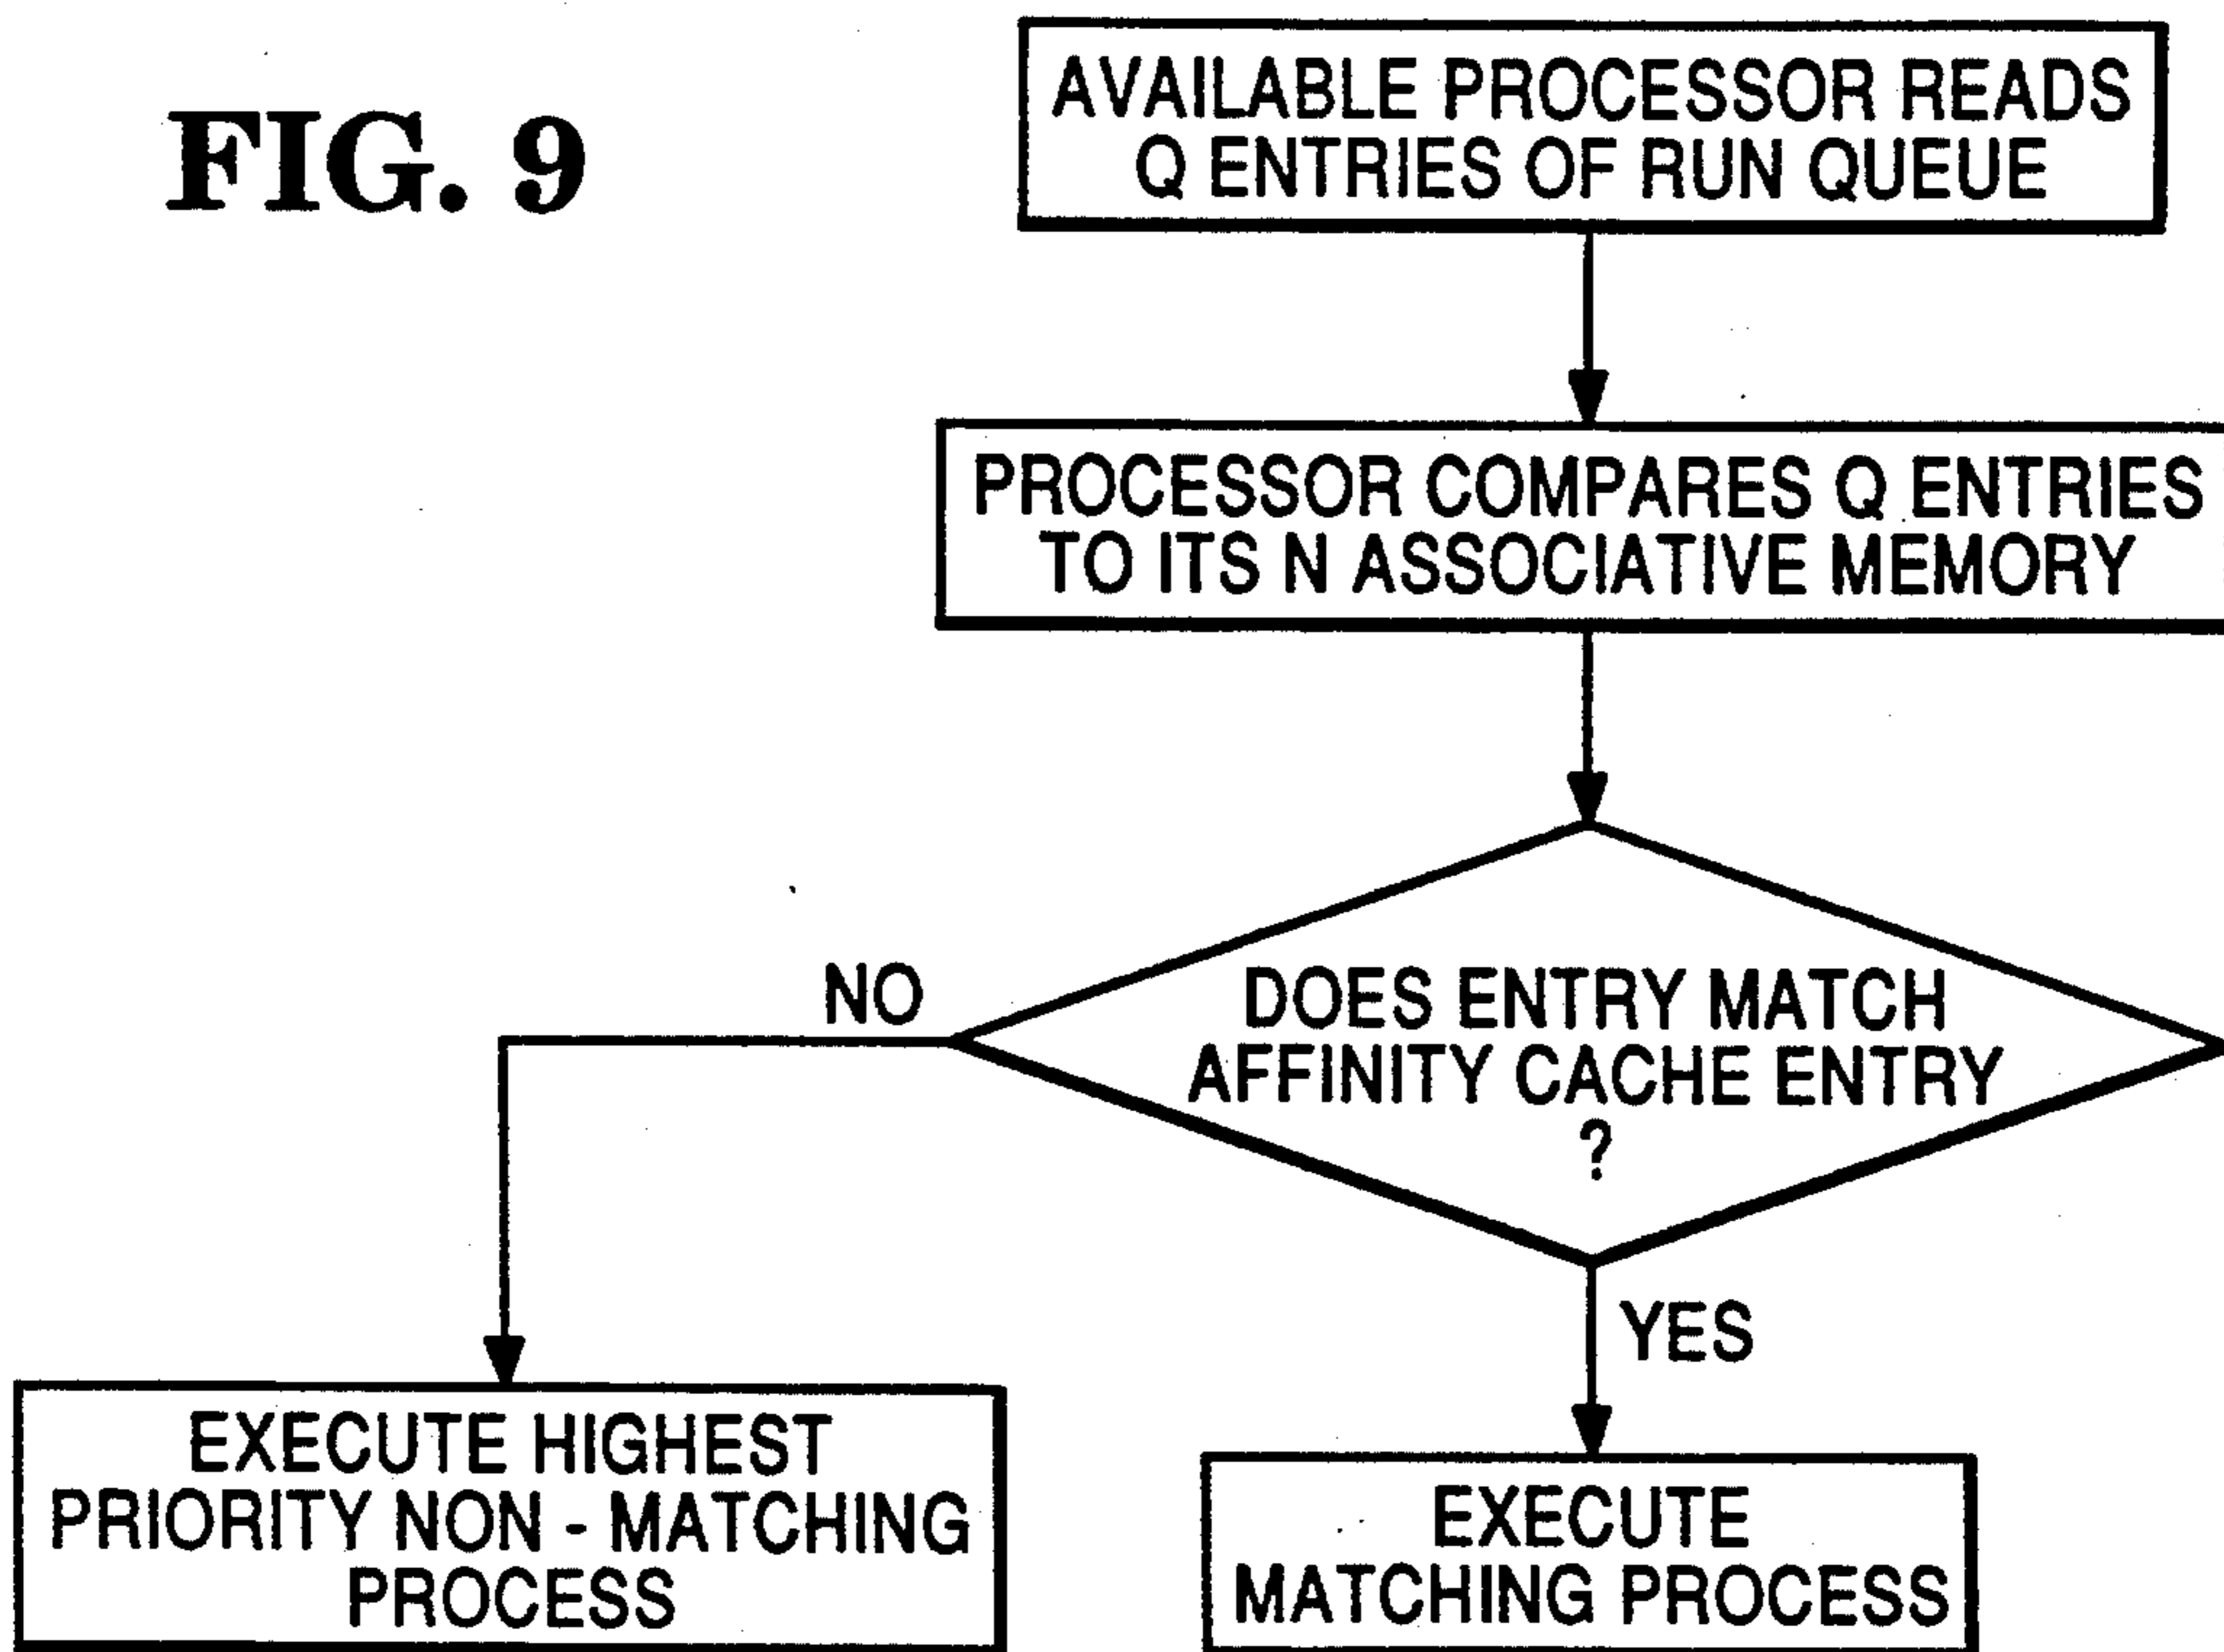 FIG. 9
AVAILABLE PROCESSOR READS
Q ENTRIES OF RUN QUEUE
PROCESSOR COMPARES Q ENTRIES
TO ITS N ASSOCIATIVE MEMORY
DOES ENTRY MATCH
AFFINITY CACHE ENTRY
?
NO
YES
EXECUTE HIGHEST
PRIORITY NON - MATCHING
PROCESS
EXECUTE
MATCHING PROCESS